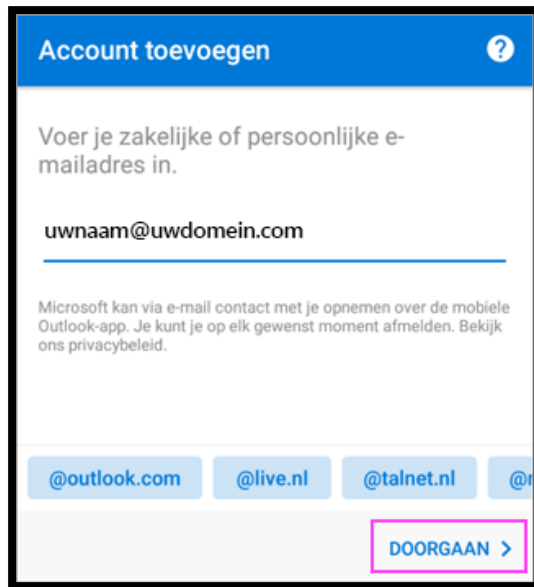 Account toevoegen
Voer je zakelijke of persoonlijke e-
mailadres in.
uwnaam@uwdomein.com
Microsoft kan via e-mail contact met je opnemen over de mobiele
Outlook-app. Je kunt je op elk gewenst moment afmelden. Bekijk
ons privacybeleid.
@outlook.com @live.nl @talnet.nl
DOORGAAN